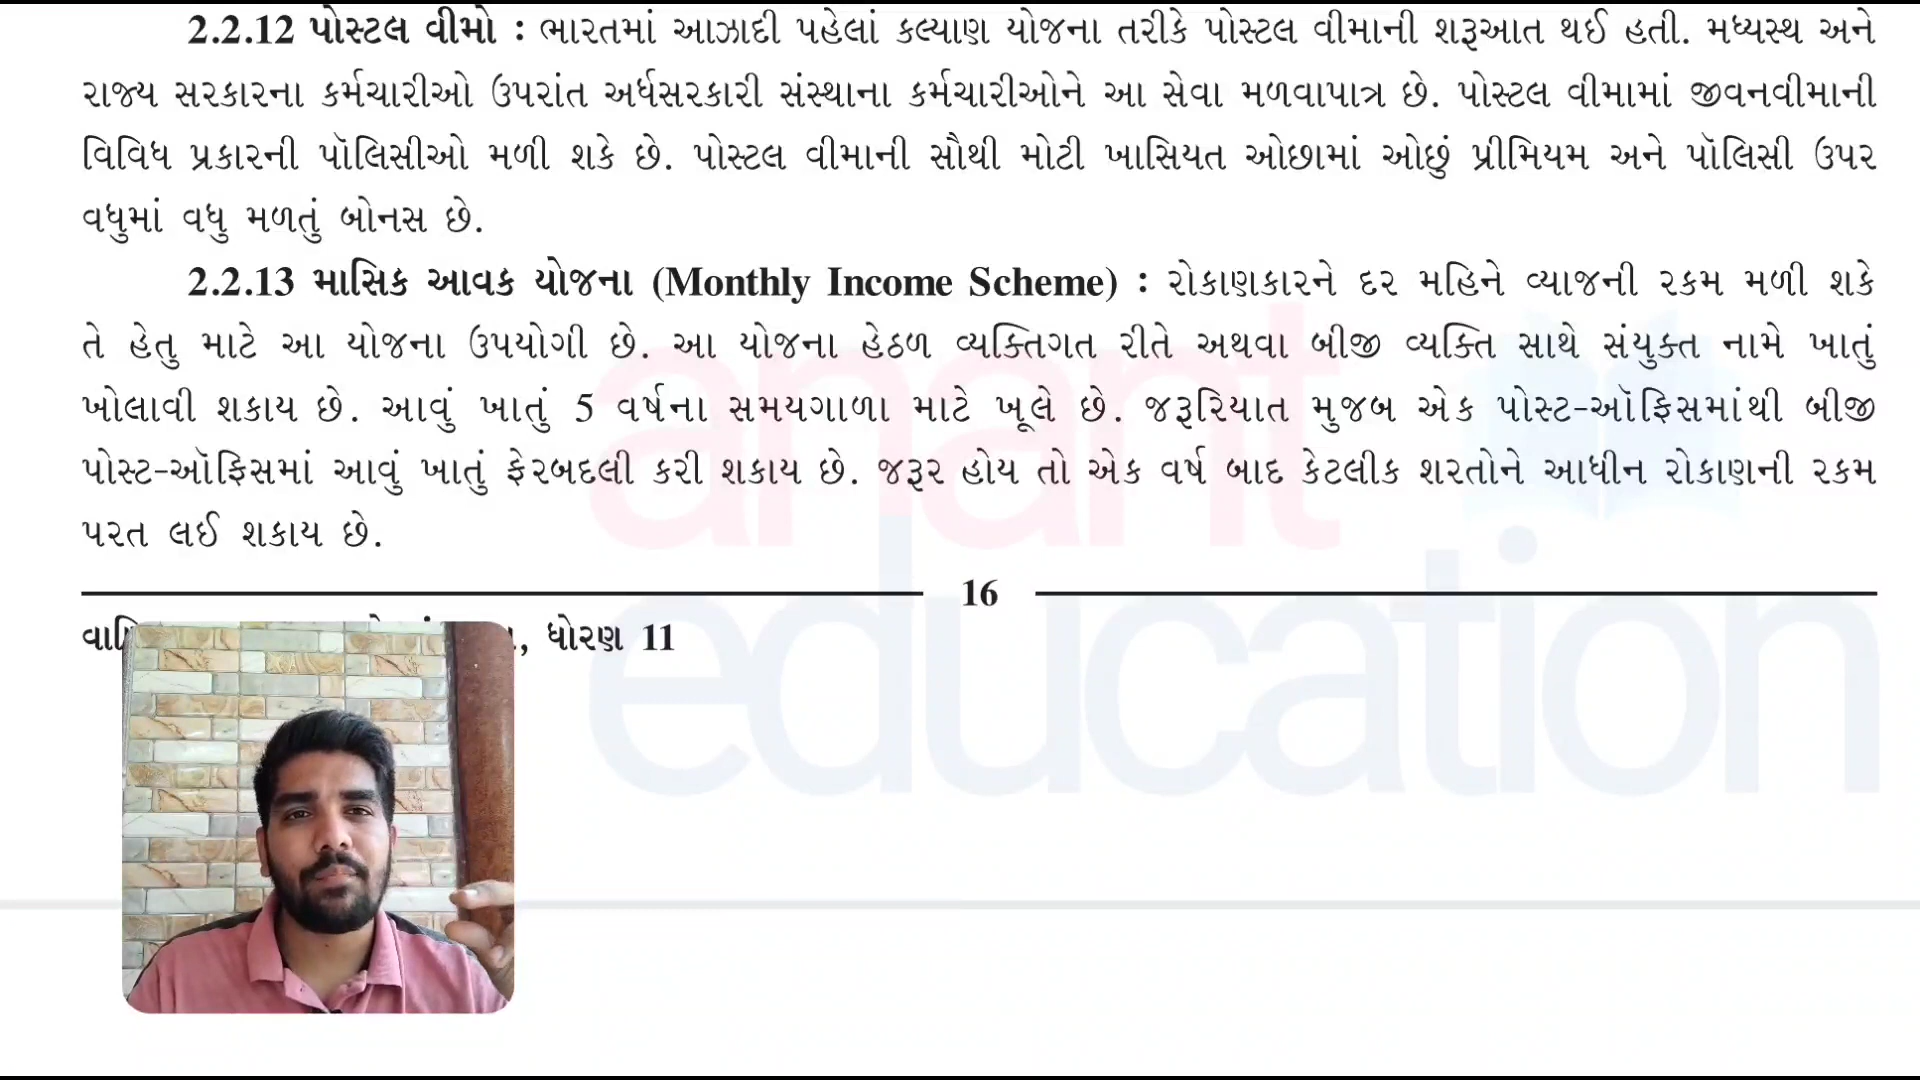 2.2.12 પોસ્ટલ વીમો : ભારતમાં આઝાદી પહેલાં કલ્યાણ યોજના તરીકે પોસ્ટલ વીમાની શરૂઆત થઈ હતી. મધ્યસ્થ અને
રાજ્ય સરકારના કર્મચારીઓ ઉપરાંત અર્ધસરકારી સંસ્થાના કર્મચારીઓને આ સેવા મળવાપાત્ર છે. પોસ્ટલ વીમામાં જીવનવીમાની
વિવિધ પ્રકારની પૉલિસીઓ મળી શકે છે. પોસ્ટલ વીમાની સૌથી મોટી ખાસિયત ઓછામાં ઓછું પ્રીમિયમ અને પૉલિસી ઉપર
વધુમાં વધુ મળતું બોનસ છે.
2.2.13 માસિક આવક યોજના (Monthly Income Scheme) : રોકાણકારને દર મહિને વ્યાજની રકમ મળી શકે
તે હેતુ માટે આ યોજના ઉપયોગી છે. આ યોજના હેઠળ વ્યક્તિગત રીતે અથવા બીજી વ્યક્તિ સાથે સંયુક્ત નામે ખાતું
ખોલાવી શકાય છે. આવું ખાતું 5 વર્ષના સમયગાળા માટે ખૂલે છે. જરૂરિયાત મુજબ એક પોસ્ટ-ઑફિસમાંથી બીજી
પોસ્ટ-ઑફિસમાં આવું ખાતું ફેરબદલી કરી શકાય છે. જરૂર હોય તો એક વર્ષ બાદ કેટલીક શરતોને આધીન રોકાણની રકમ
પરત લઈ શકાય છે.
16
, ધોરણ 11
anant
education